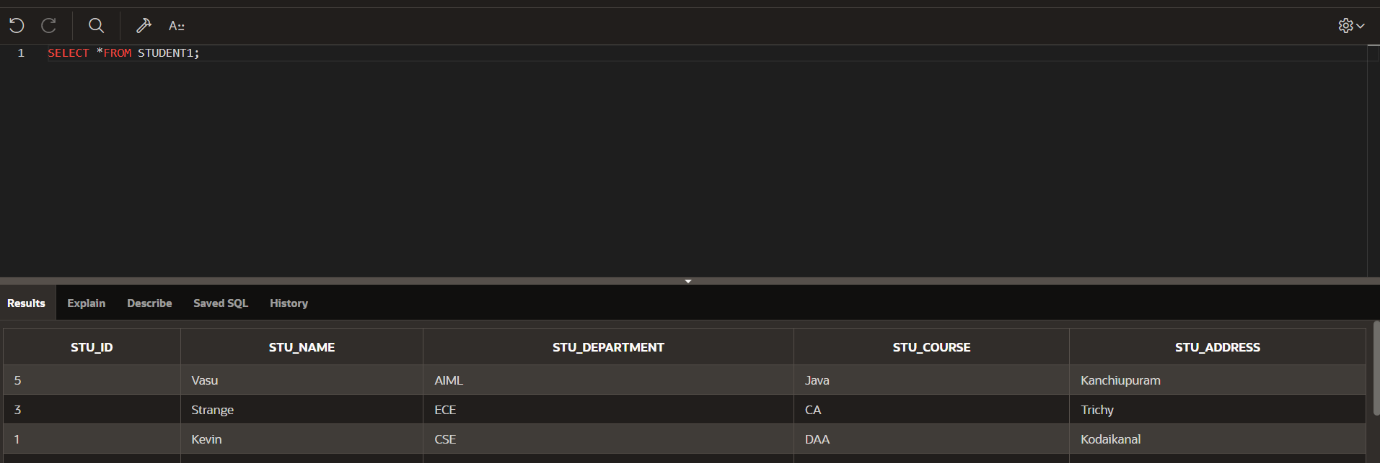 A::
1 SELECT *FROM STUDENT1;
Results Explain Describe Saved SQL History
STU_ID STU_NAME STU_DEPARTMENT STU_COURSE STU_ADDRESS
5 Vasu AIML Java Kanchiupuram
3 Strange ECE CA Trichy
1 Kevin CSE DAA Kodaikanal